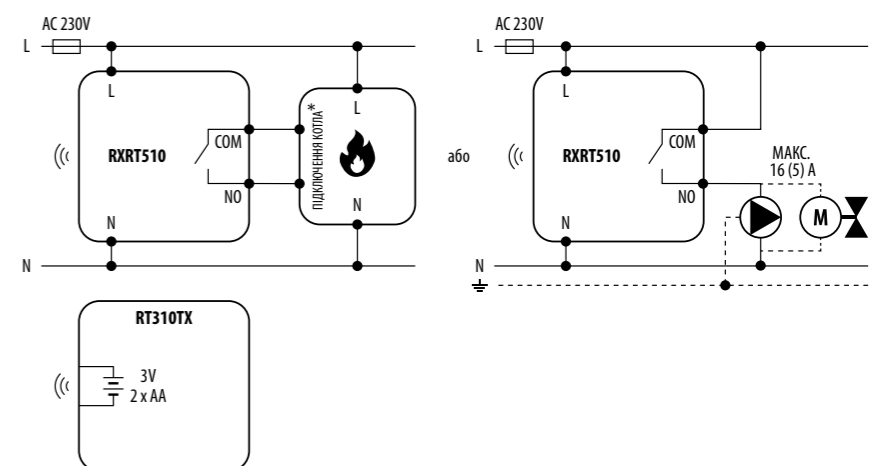 AC 230V
L
L
RXRT510
COM
NO
N
ПІДКЛЮЧЕННЯ КОТЛА*
L
N
N
або
AC 230V
L
L
RXRT510
COM
NO
N
МАКС.
16 (5) A
M
N
RT310TX
3V
2 x AA